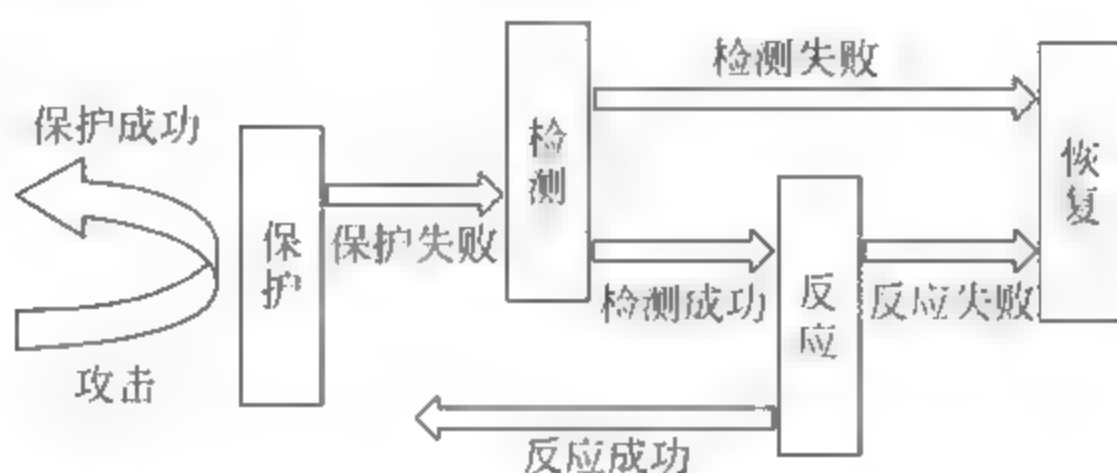 检测失败
保护成功
检测
恢复
保护
保护失败
检测成功
反应
反应失败
攻击
反应成功